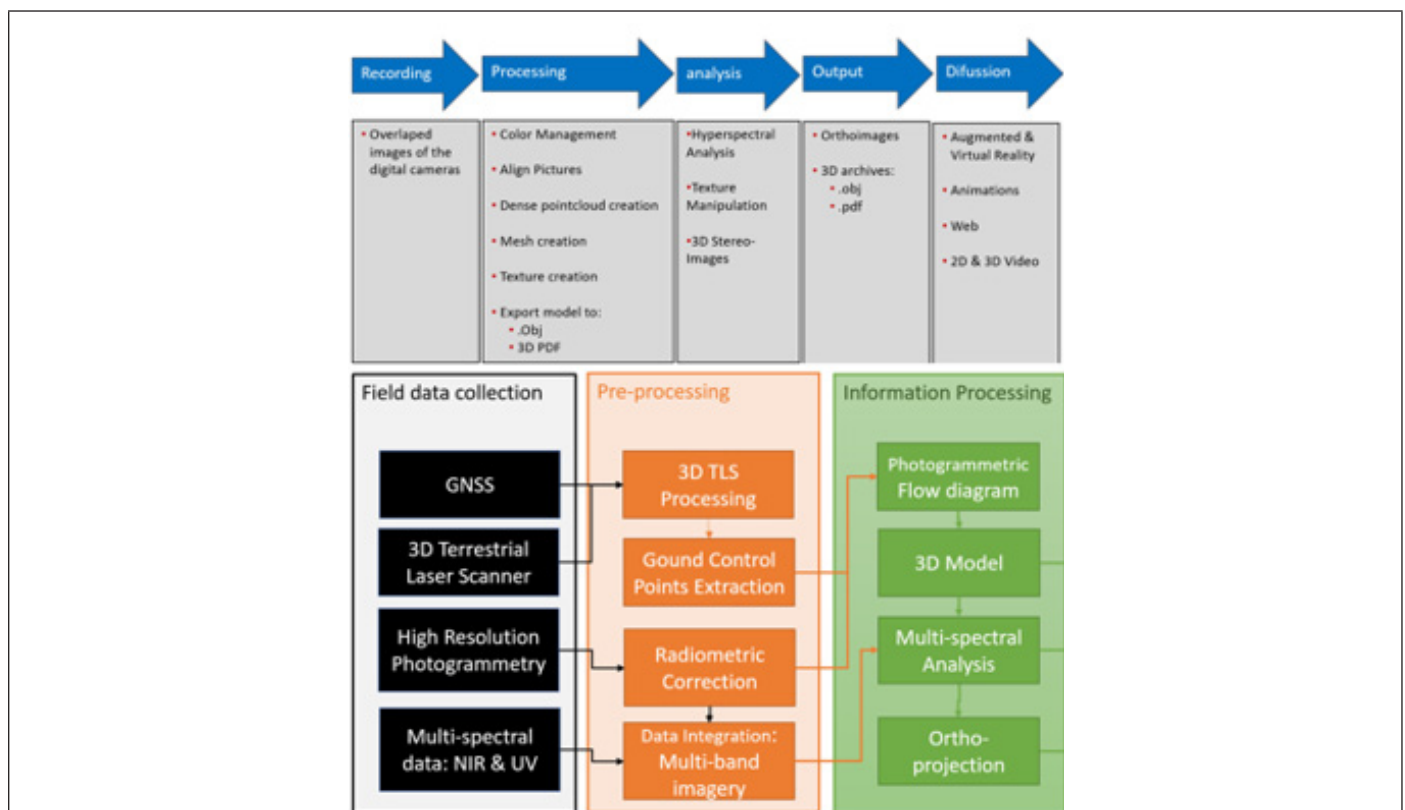 Recording
Processing
analysis
Output
Difussion
• Overlaped
images of the
digital cameras
• Color Management
• Align Pictures
• Dense pointcloud creation
• Mesh creation
• Texture creation
• Export model to:
• .Obj
• 3D PDF
•Hyperspectral
Analysis
•Texture
Manipulation
•3D Stereo-
Images
• Orthoimages
• 3D archives:
• .obj
• .pdf
• Augmented &
Virtual Reality
• Animations
• Web
• 2D & 3D Video
Field data collection
GNSS
3D Terrestrial
Laser Scanner
High Resolution
Photogrammetry
Multi-spectral
data: NIR & UV
Pre-processing
3D TLS
Processing
Gound Control
Points Extraction
Radiometric
Correction
Data Integration:
Multi-band
imagery
Information Processing
Photogrammetric
Flow diagram
3D Model
Multi-spectral
Analysis
Ortho-
projection